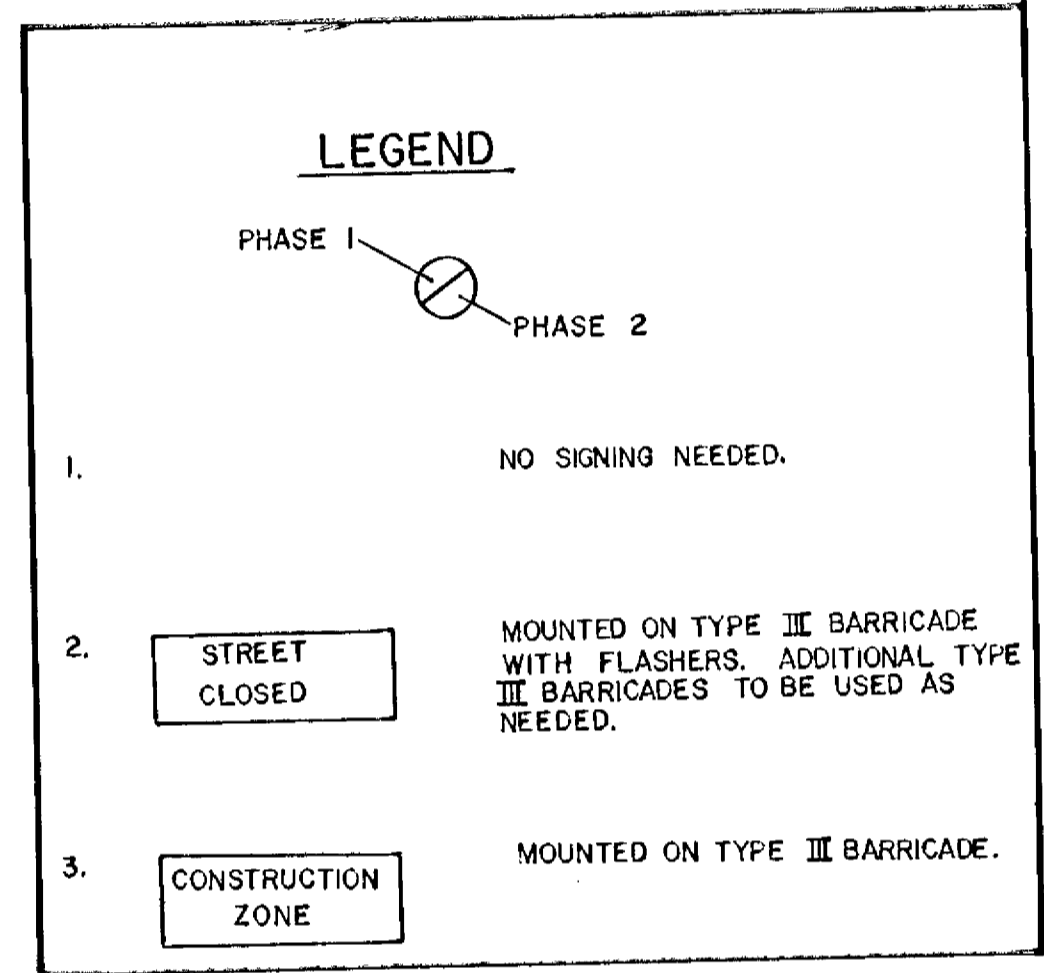 LEGEND
PHASE 1
PHASE 2
1. NO SIGNING NEEDED.
2. STREET
CLOSED
MOUNTED ON TYPE III BARRICADE
WITH FLASHERS. ADDITIONAL TYPE
III BARRICADES TO BE USED AS
NEEDED.
3. CONSTRUCTION
ZONE
MOUNTED ON TYPE III BARRICADE.